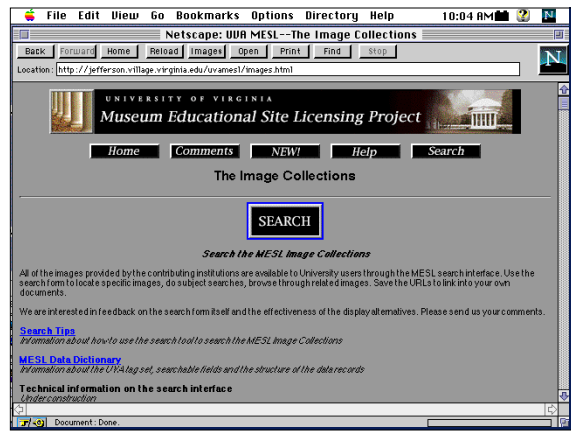 File Edit View Go Bookmarks Options Directory Help 10:04 AM
Netscape: UVA MESL--The Image Collections
Back Forward Home Reload Images Open Print Find Stop
N
Location: http://jefferson.village.virginia.edu/uvamesl/images.html
UNIVERSITY OF VIRGINIA
Museum Educational Site Licensing Project
Home Comments NEW! Help Search
The Image Collections
SEARCH
Search the MESL Image Collections
All of the images provided by the contributing institutions are available to University users through the MESL search interface. Use the
search form to locate specific images, do subject searches, browse through related images. Save the URLs to link into your own
documents.
We are interested in feedback on the search form itself and the effectiveness of the display alternatives. Please send us your comments.
Search Tips
Information about how to use the search tool to search the MESL Image Collections
MESL Data Dictionary
Information about the UVA tag set, searchable fields and the structure of the data records
Technical information on the search interface
Under construction
Document: Done.